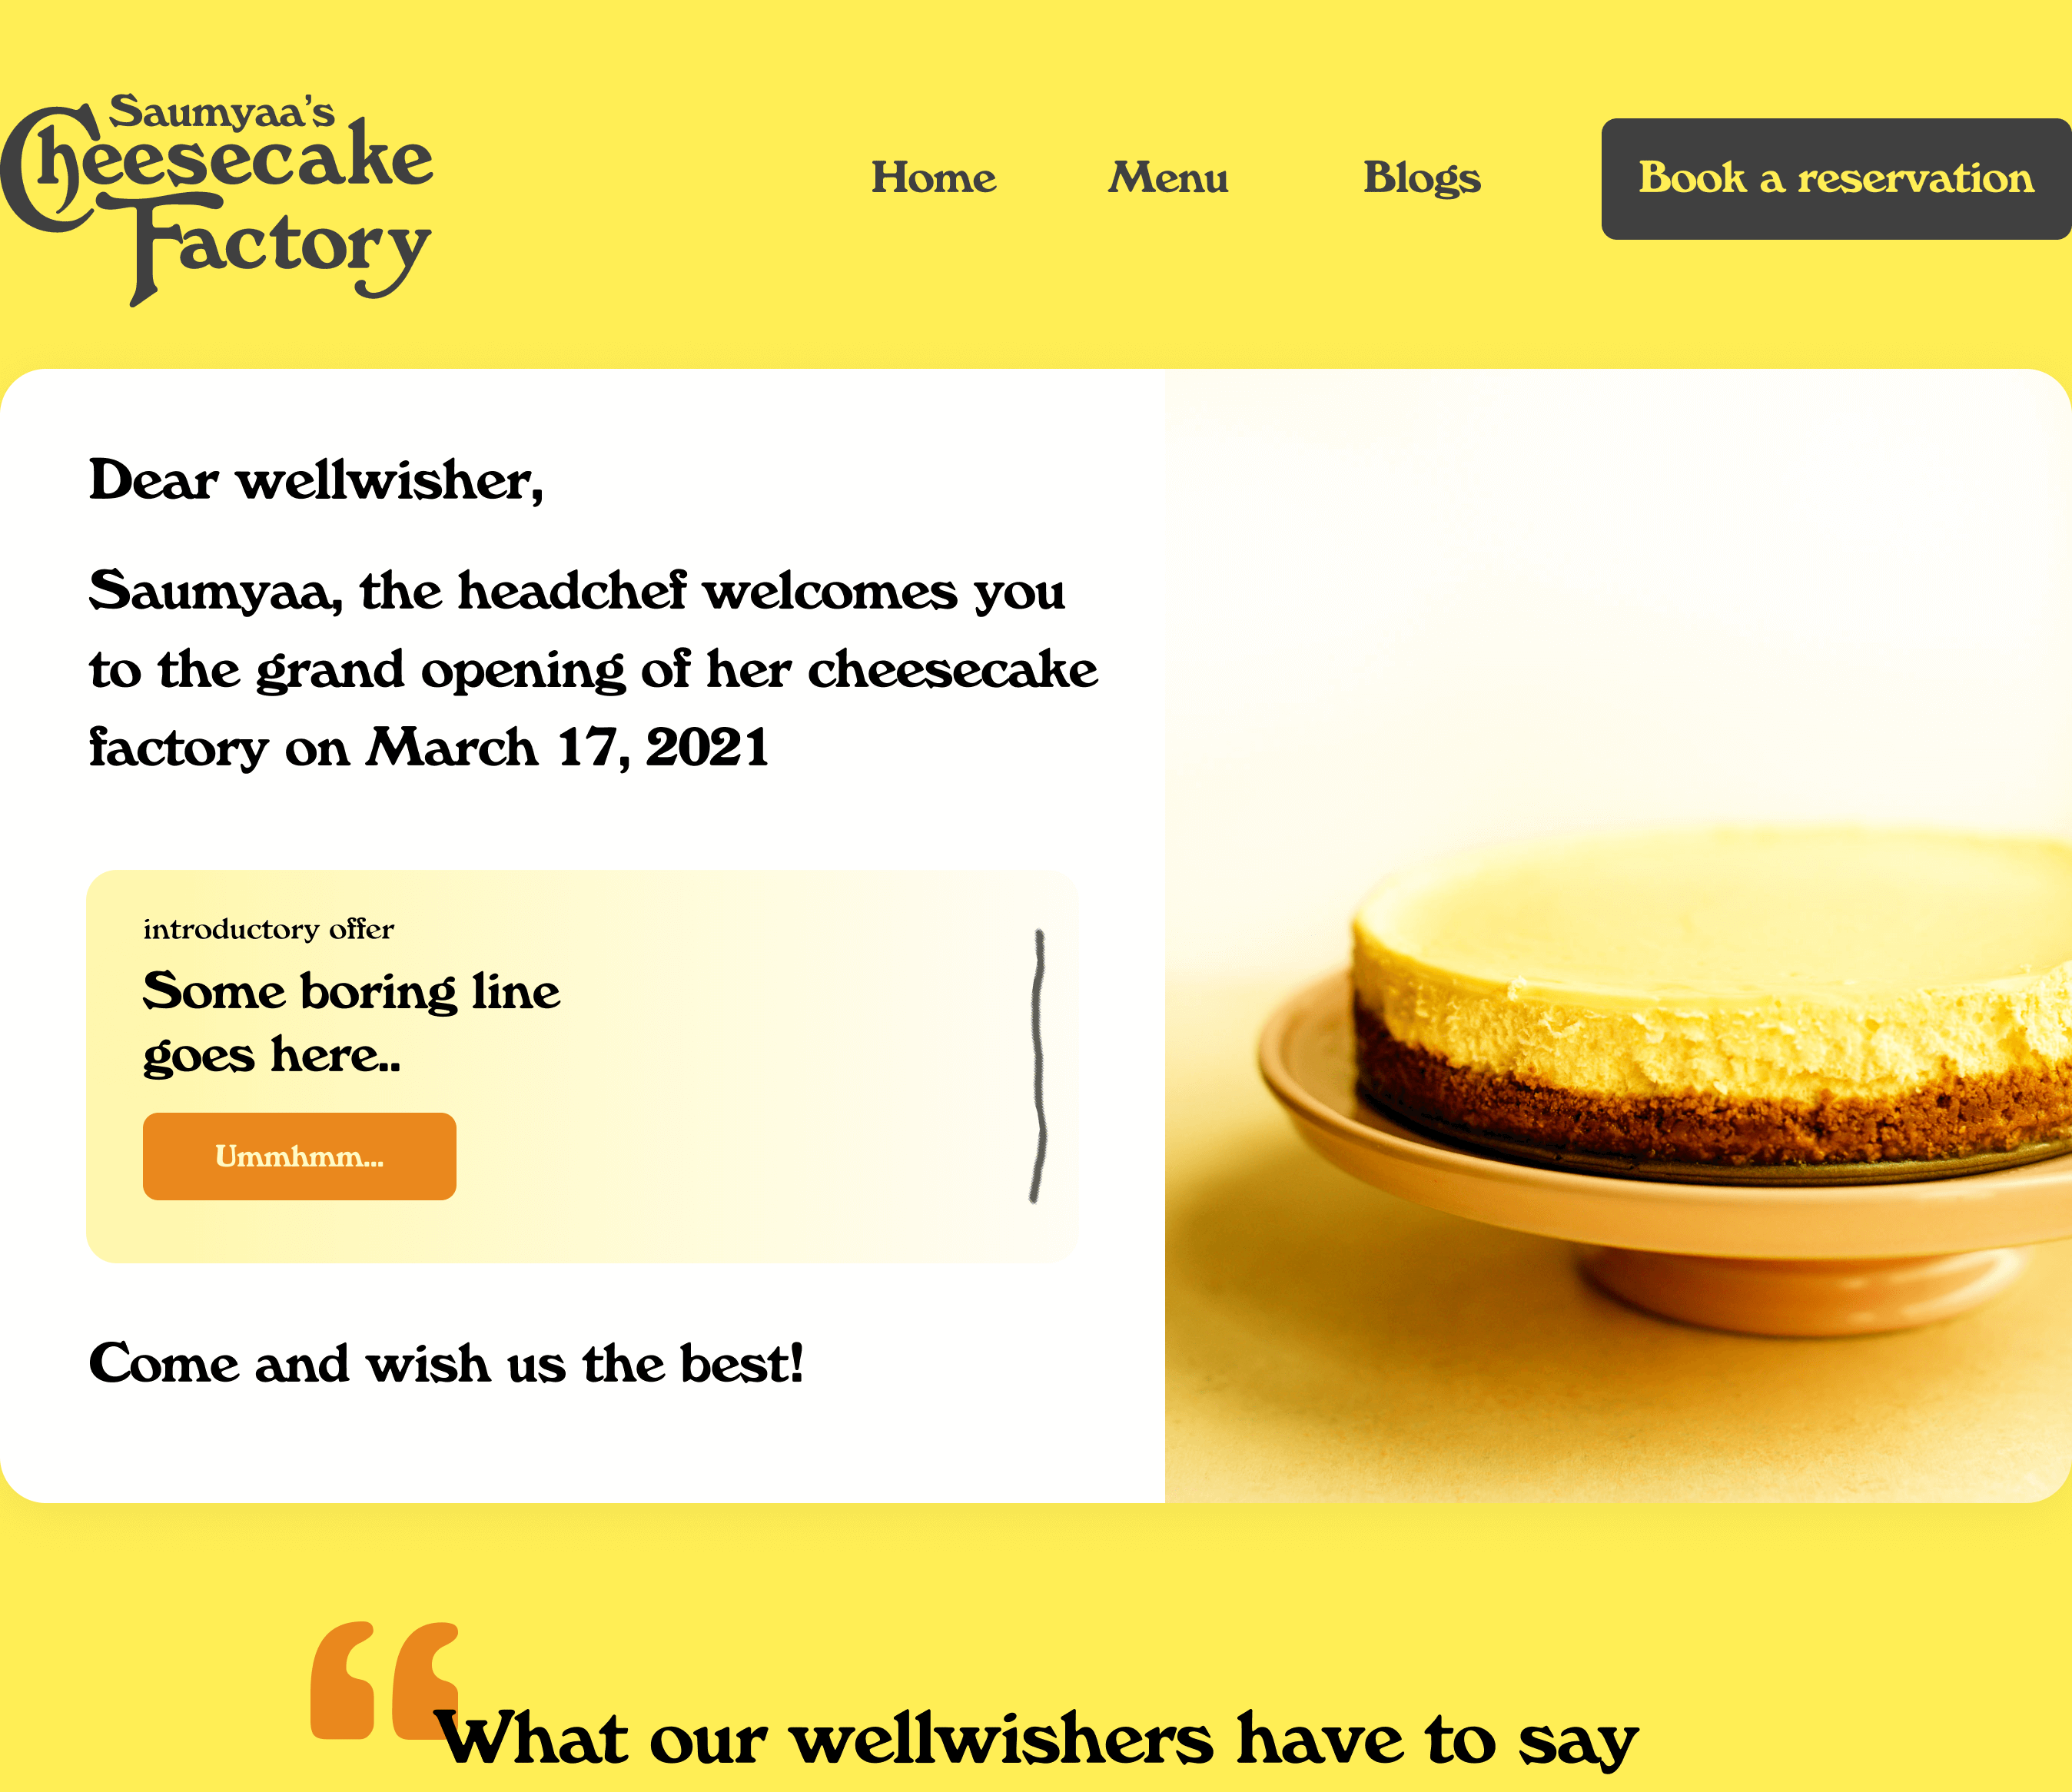 Saumyaa's
Cheesecake
Factory
Home
Menu
Blogs
Book a reservation
Dear wellwisher,
Saumyaa, the headchef welcomes you
to the grand opening of her cheesecake
factory on March 17, 2021
introductory offer
Some boring line
goes here..
Ummhmm...
Come and wish us the best!
“
What our wellwishers have to say